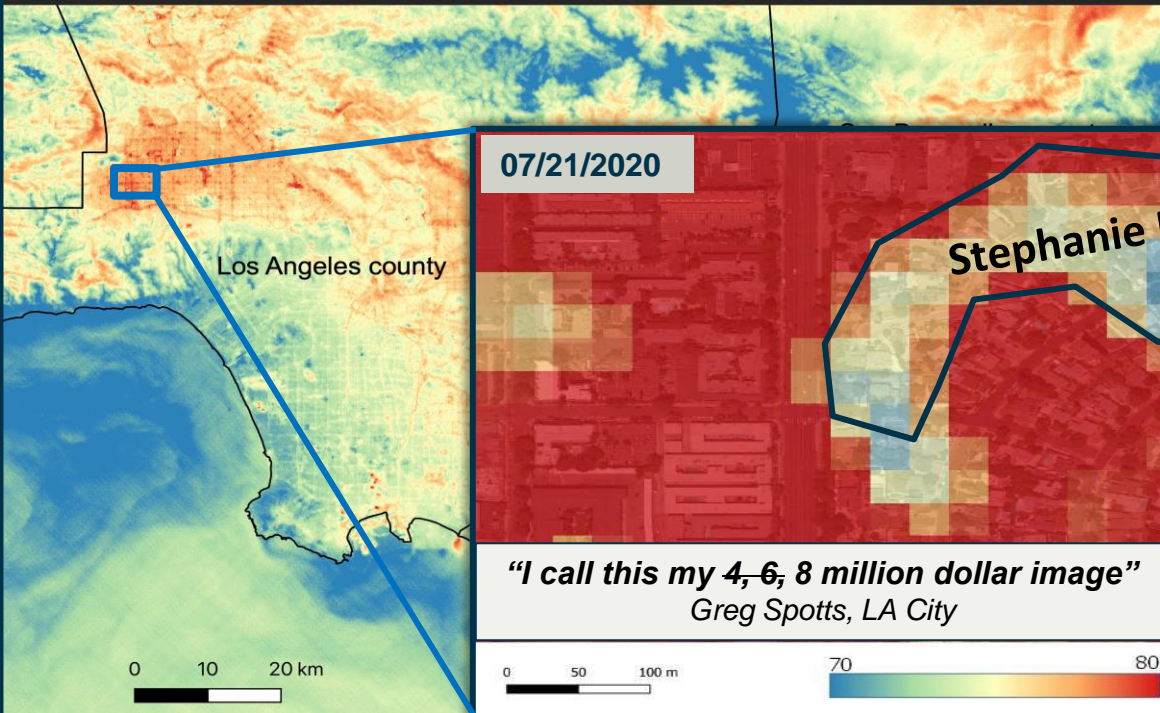 07/21/2020
Stephanie
Los Angeles county
"I call this my 4, 6, 8 million dollar image"
Greg Spotts, LA City
0 10 20 km
0 50 100 m
70 80